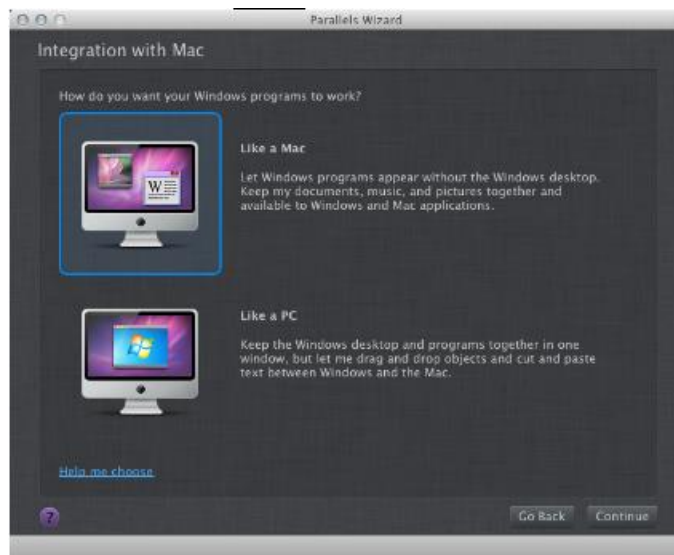 Parallels Wizard
Integration with Mac
How do you want your Windows programs to work?
Like a Mac
Let Windows programs appear without the Windows desktop.
Keep my documents, music, and pictures together and
available to Windows and Mac applications.
W
Like a PC
Keep the Windows desktop and programs together in one
window, but let me drag and drop objects and cut and paste
text between Windows and the Mac.
Help me choose
?
Go Back
Continue